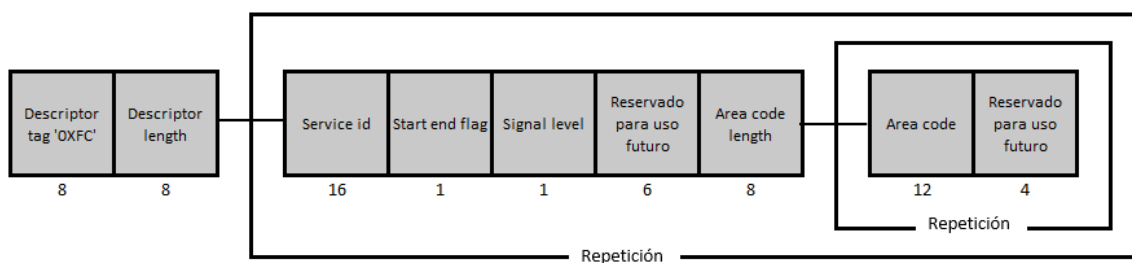 Descriptor
tag '0XFC'
Descriptor
length
Service id
Start end flag
Signal level
Reservado
para uso
futuro
Area code
length
Area code
Reservado
para uso
futuro
8
8
16
1
1
6
8
12
4
Repetición
Repetición